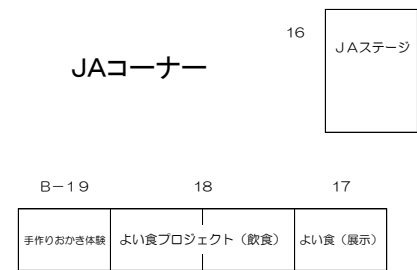 16
JAステージ
JAコーナー
B－19
18
17
手作りおかき体験
よい食プロジェクト（飲食）
よい食（展示）